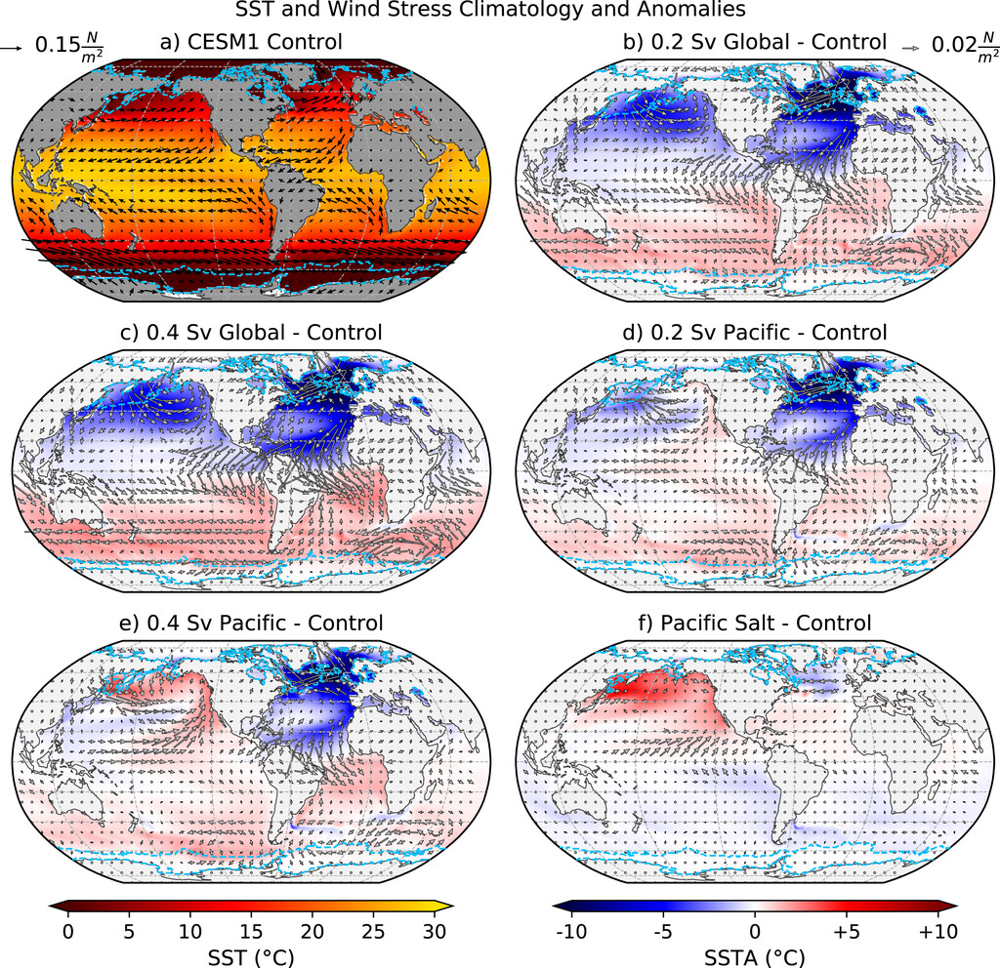 SST and Wind Stress Climatology and Anomalies
0.15 N/m²
a) CESM1 Control
b) 0.2 Sv Global - Control
0.02 N/m²
c) 0.4 Sv Global - Control
d) 0.2 Sv Pacific - Control
e) 0.4 Sv Pacific - Control
f) Pacific Salt - Control
0 5 10 15 20 25 30
SST (°C)
-10 -5 0 +5 +10
SSTA (°C)